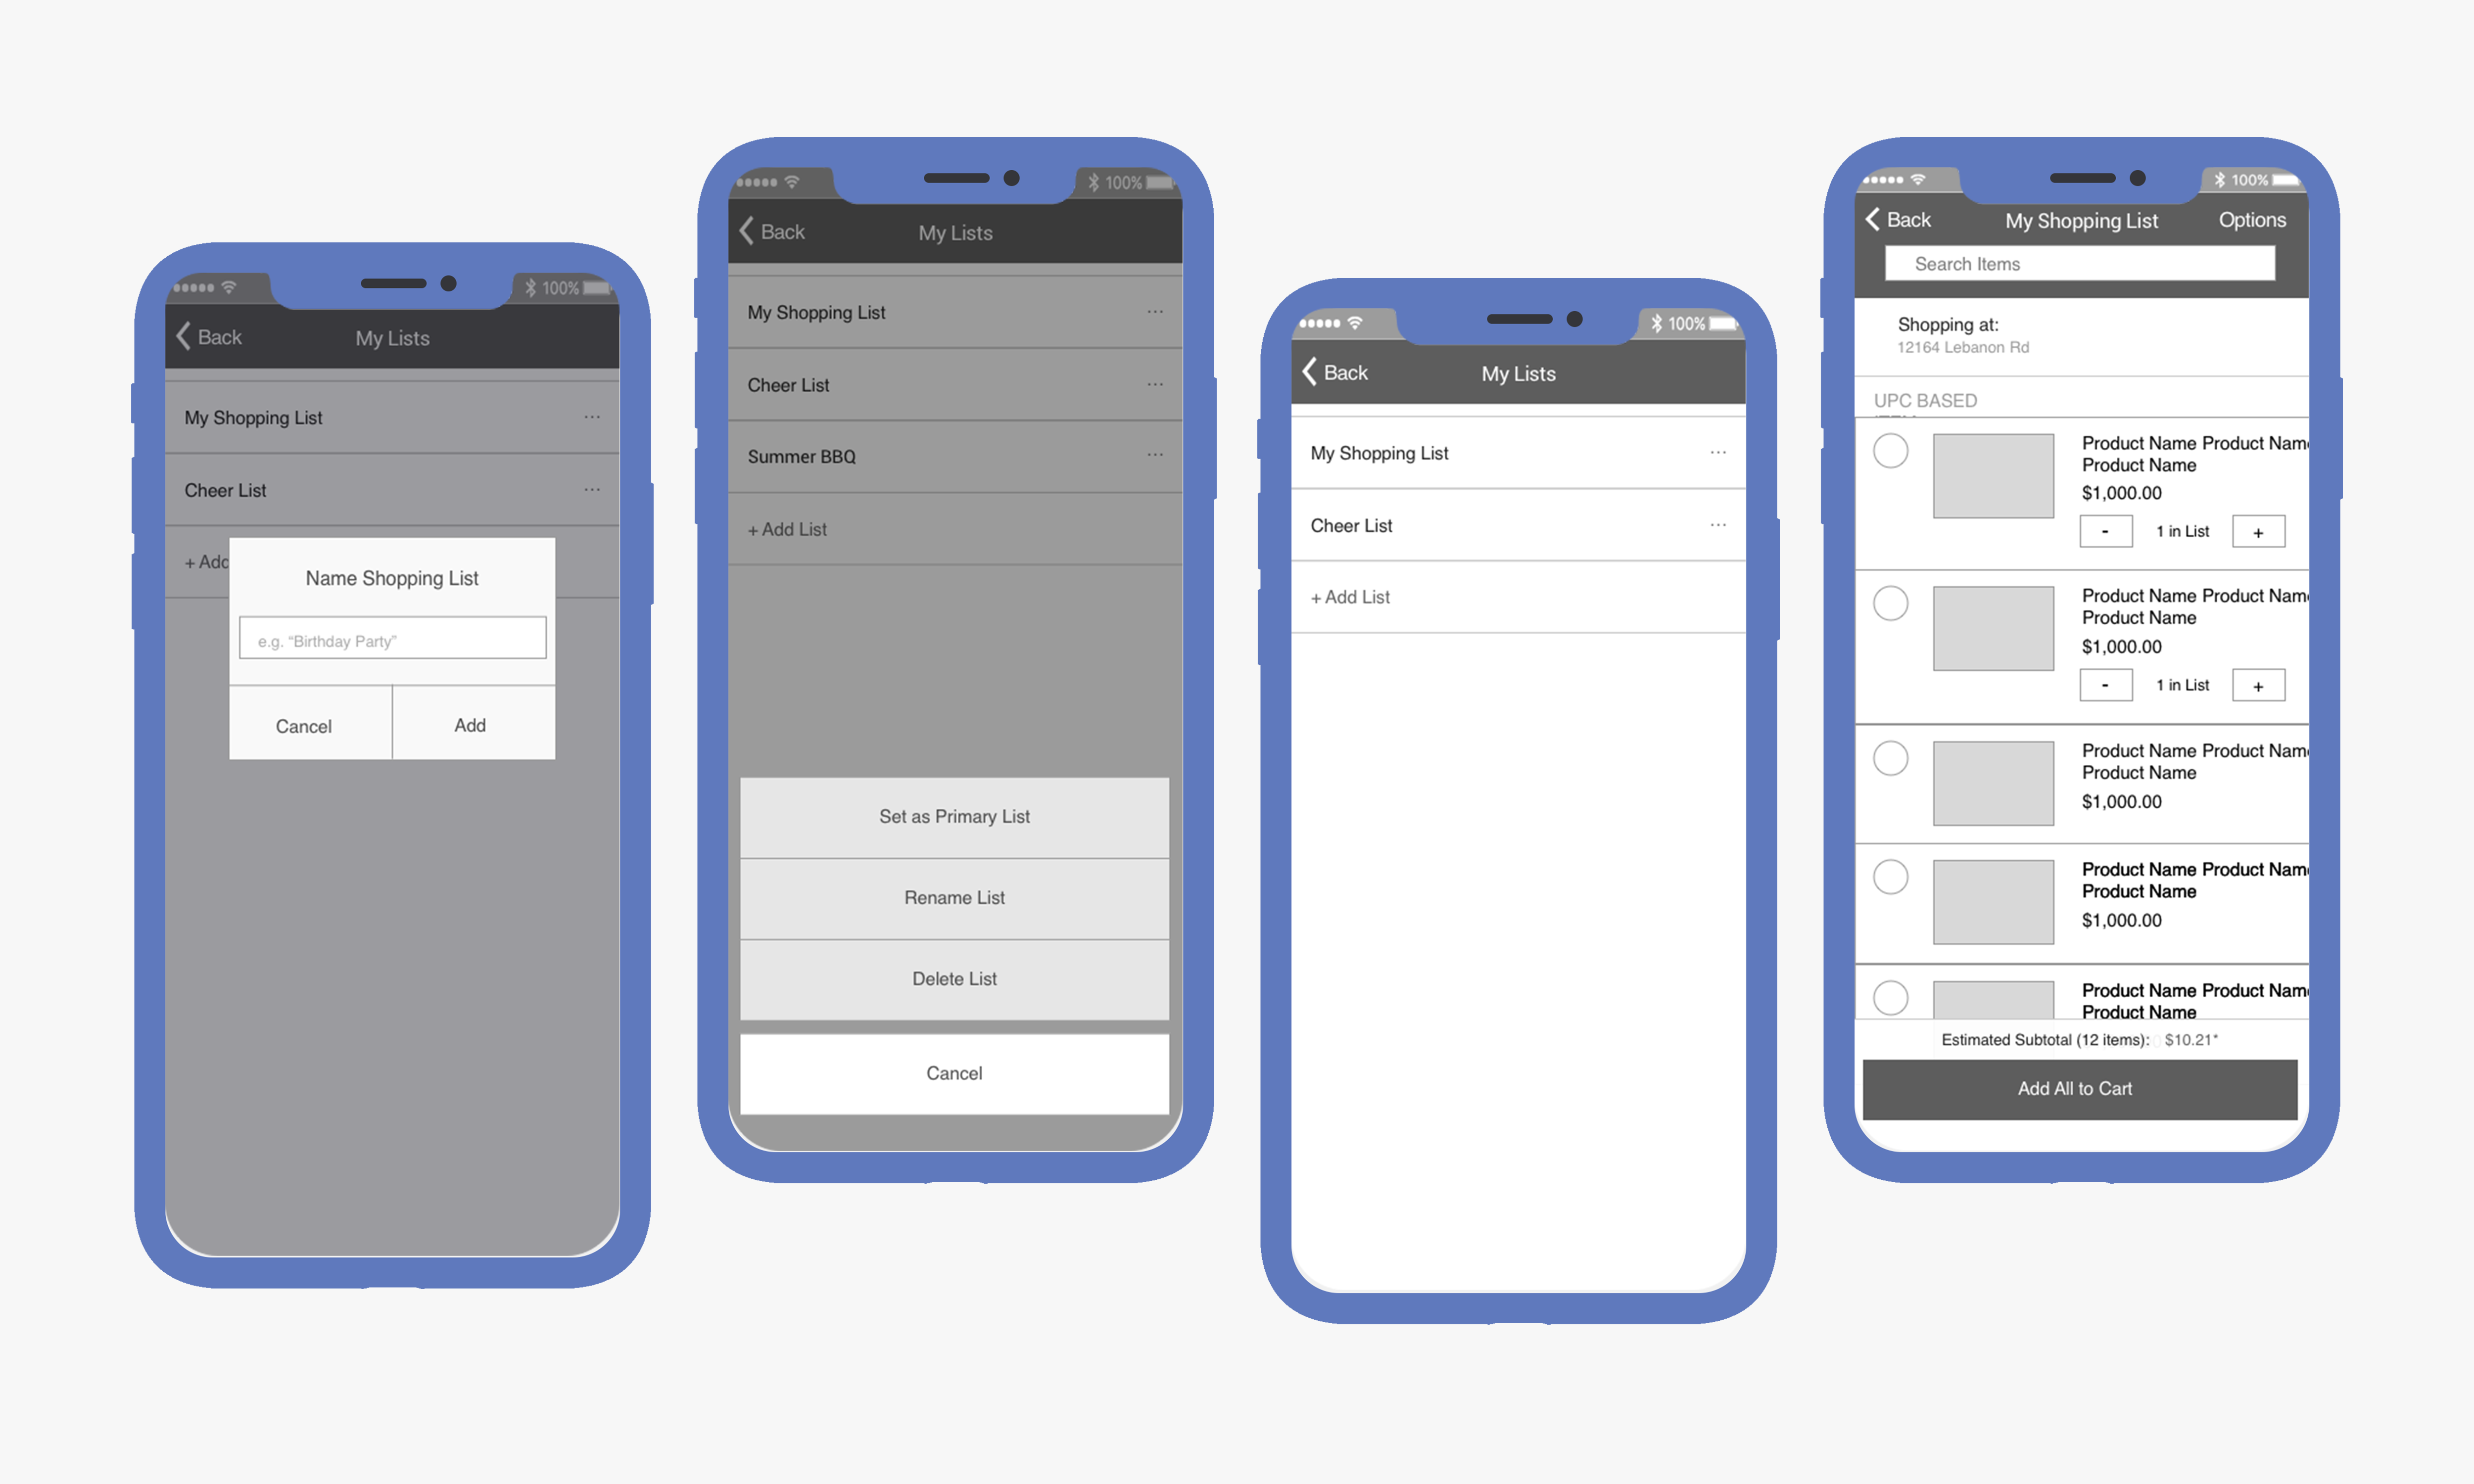 100%
Back
My Lists
My Shopping List
...
Cheer List
...
+ Add
Name Shopping List
e.g. “Birthday Party”
Cancel
Add
100%
Back
My Lists
My Shopping List
...
Cheer List
...
Summer BBQ
...
+ Add List
Set as Primary List
Rename List
Delete List
Cancel
100%
Back
My Lists
My Shopping List
...
Cheer List
...
+ Add List
100%
Back
My Shopping List
Options
Search Items
Shopping at:
12164 Lebanon Rd
UPC BASED
Product Name Product Nam
Product Name
$1,000.00
-
1 in List
+
Product Name Product Nam
Product Name
$1,000.00
-
1 in List
+
Product Name Product Nam
Product Name
$1,000.00
Product Name Product Nam
Product Name
$1,000.00
Product Name Product Nam
Product Name
Estimated Subtotal (12 items): $10.21*
Add All to Cart